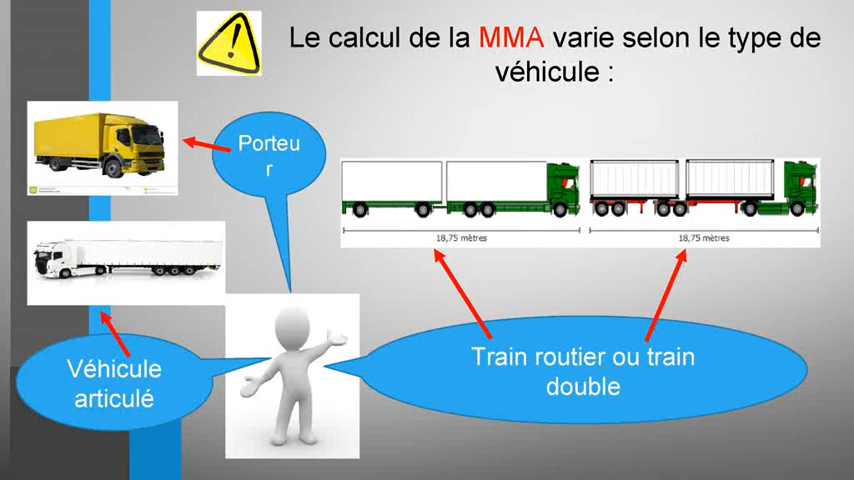 Le calcul de la MMA varie selon le type de
véhicule :
Porteu
r
18,75 mètres
18,75 mètres
Véhicule
articulé
Train routier ou train
double